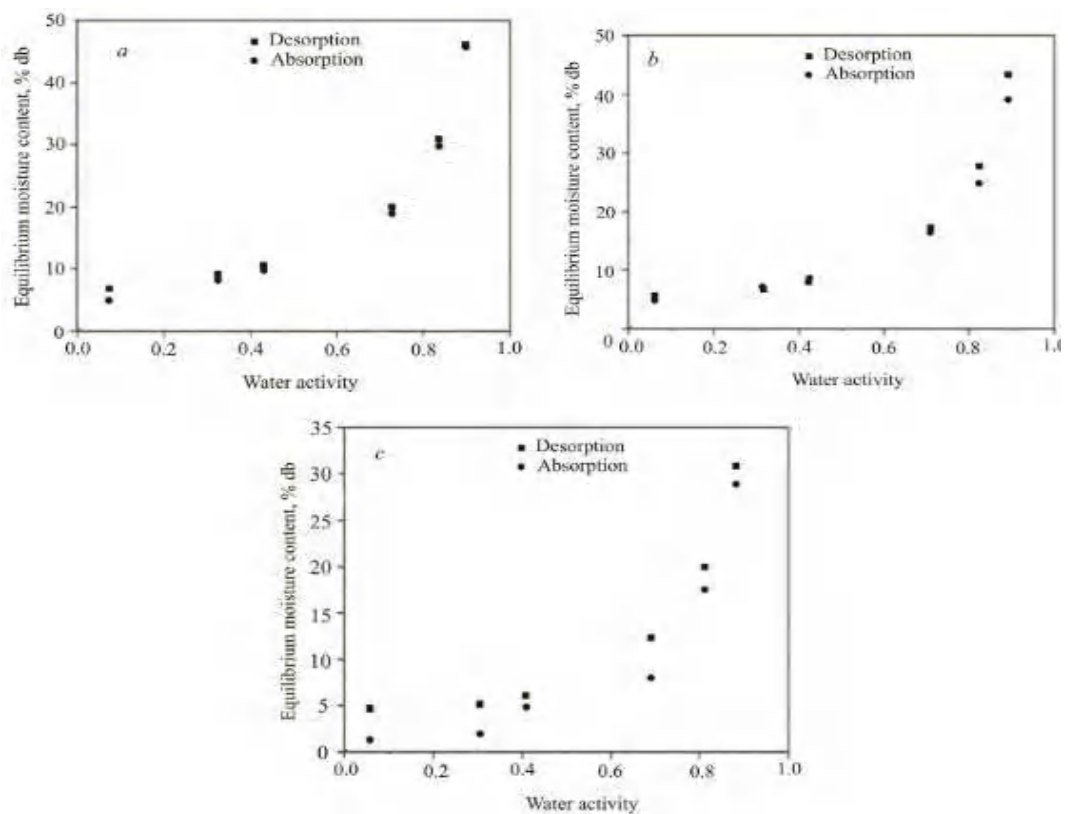 a
■ Desorption
● Absorption
Equilibrium moisture content, % db
50
40
30
20
10
0
0.0 0.2 0.4 0.6 0.8 1.0
Water activity
b
■ Desorption
● Absorption
Equilibrium moisture content, % db
50
40
30
20
10
0
0.0 0.2 0.4 0.6 0.8 1.0
Water activity
c
■ Desorption
● Absorption
Equilibrium moisture content, % db
35
30
25
20
15
10
5
0
0.0 0.2 0.4 0.6 0.8 1.0
Water activity